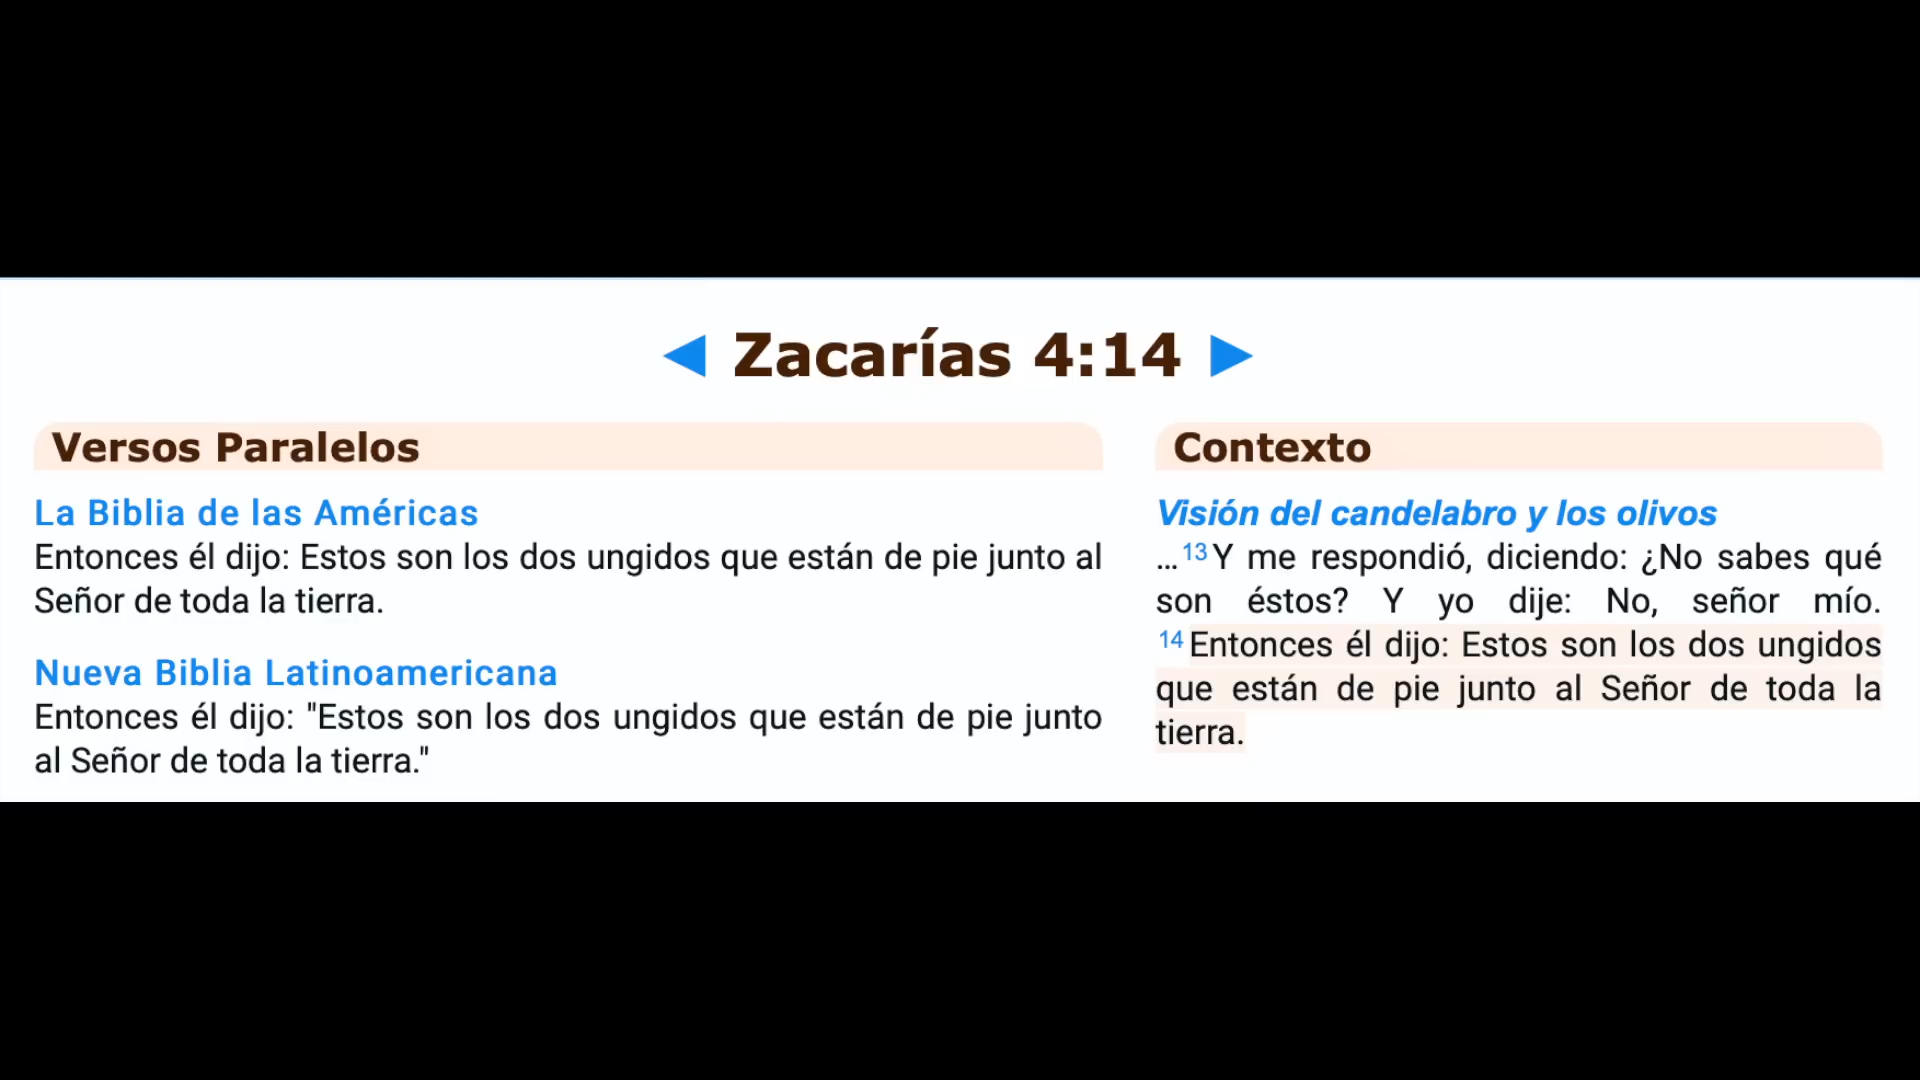 Zacarías 4:14
Versos Paralelos
La Biblia de las Américas
Entonces él dijo: Estos son los dos ungidos que están de pie junto al
Señor de toda la tierra.
Nueva Biblia Latinoamericana
Entonces él dijo: "Estos son los dos ungidos que están de pie junto
al Señor de toda la tierra."
Contexto
Visión del candelabro y los olivos
…13Y me respondió, diciendo: ¿No sabes qué
son éstos? Y yo dije: No, señor mío.
14Entonces él dijo: Estos son los dos ungidos
que están de pie junto al Señor de toda la
tierra.